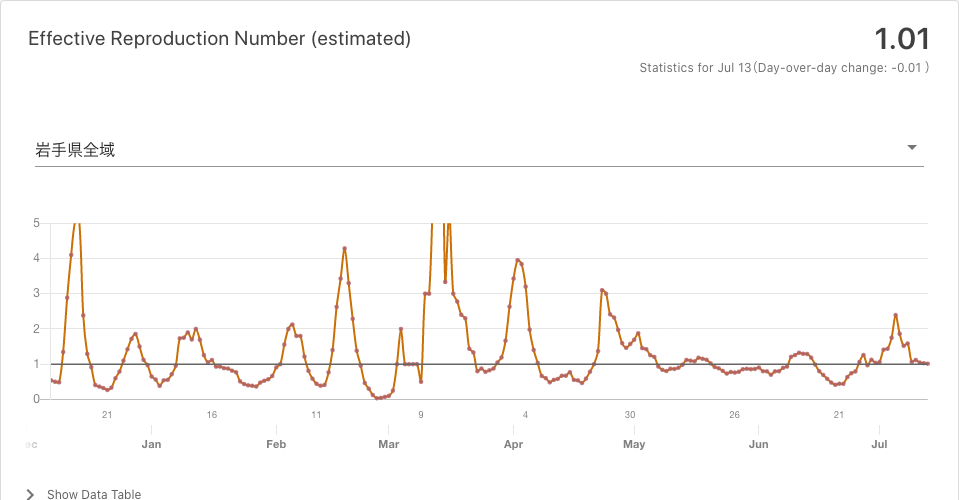 Effective Reproduction Number (estimated)
1.01
Statistics for Jul 13(Day-over-day change: -0.01 )
岩手県全域
5
4
3
2
1
0
21 16 11 9 4 30 26 21
Jan Feb Mar Apr May Jun Jul
Show Data Table